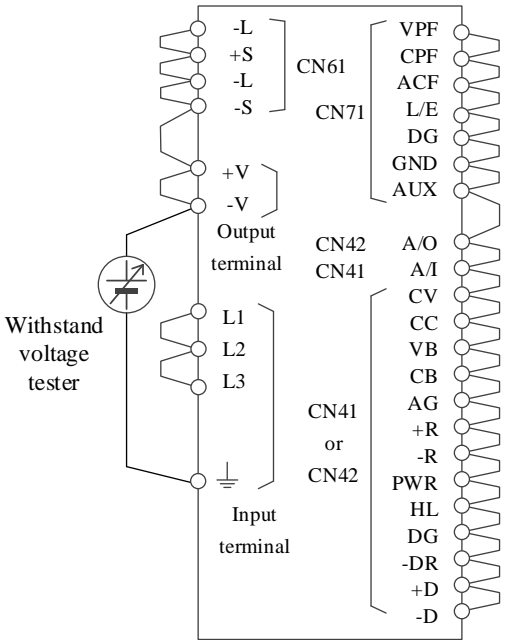 -L
+S
-L
-S
CN61
+V
-V
Output
terminal
Withstand
voltage
tester
L1
L2
L3
Input
terminal
CN71
VPF
CPF
ACF
L/E
DG
GND
AUX
CN42
A/O
CN41
A/I
CV
CC
VB
CB
AG
+R
-R
PWR
HL
DG
-DR
+D
-D
CN41
or
CN42